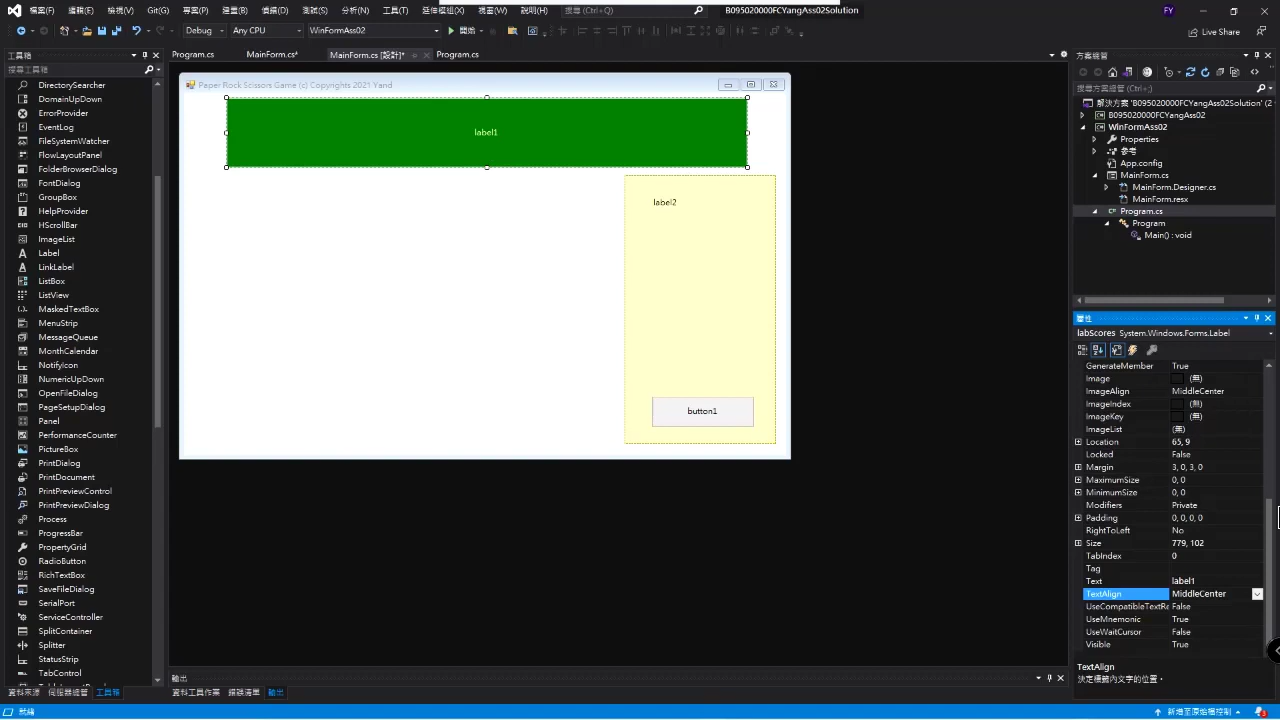 檔案(F) 編輯(E) 檢視(V) Git(G) 專案(P) 建置(B) 偵錯(D) 測試(S) 分析(N) 工具(T) 延伸模組(X) 視窗(W) 說明(H) 搜尋 (Ctrl+Q) B095020000FCYangAss02Solution FY
Debug Any CPU WinFormAss02 開始 Live Share
工具箱
搜尋工具箱
DirectorySearcher
DomainUpDown
ErrorProvider
EventLog
FileSystemWatcher
FlowLayoutPanel
FolderBrowserDialog
FontDialog
GroupBox
HelpProvider
HScrollBar
ImageList
Label
LinkLabel
ListBox
ListView
MaskedTextBox
MenuStrip
MessageQueue
MonthCalendar
NotifyIcon
NumericUpDown
OpenFileDialog
PageSetupDialog
Panel
PerformanceCounter
PictureBox
PrintDialog
PrintDocument
PrintPreviewControl
PrintPreviewDialog
Process
ProgressBar
PropertyGrid
RadioButton
RichTextBox
SaveFileDialog
SerialPort
ServiceController
SplitContainer
Splitter
StatusStrip
TabControl
資料來源 伺服器總管 工具箱
Program.cs MainForm.cs* MainForm.cs [設計]* Program.cs
Paper Rock Scissors Game (c) Copyrights 2021 Yand
label1
label2
button1
輸出
資料工具作業 錯誤清單 輸出
方案總管
搜尋方案總管 (Ctrl+;)
解決方案 'B095020000FCYangAss02Solution' (2
B095020000FCYangAss02
WinFormAss02
Properties
參考
App.config
MainForm.cs
MainForm.Designer.cs
MainForm.resx
Program.cs
Program
Main() : void
屬性
labScores System.Windows.Forms.Label
GenerateMember True
Image (無)
ImageAlign MiddleCenter
ImageIndex (無)
ImageKey (無)
ImageList (無)
Location 65, 9
Locked False
Margin 3, 0, 3, 0
MaximumSize 0, 0
MinimumSize 0, 0
Modifiers Private
Padding 0, 0, 0, 0
RightToLeft No
Size 779, 102
TabIndex 0
Tag
Text label1
TextAlign MiddleCenter
UseCompatibleTextRe False
UseMnemonic True
UseWaitCursor False
Visible True
TextAlign
決定標籤內文字的位置。
就緒 新增至原始檔控制 3